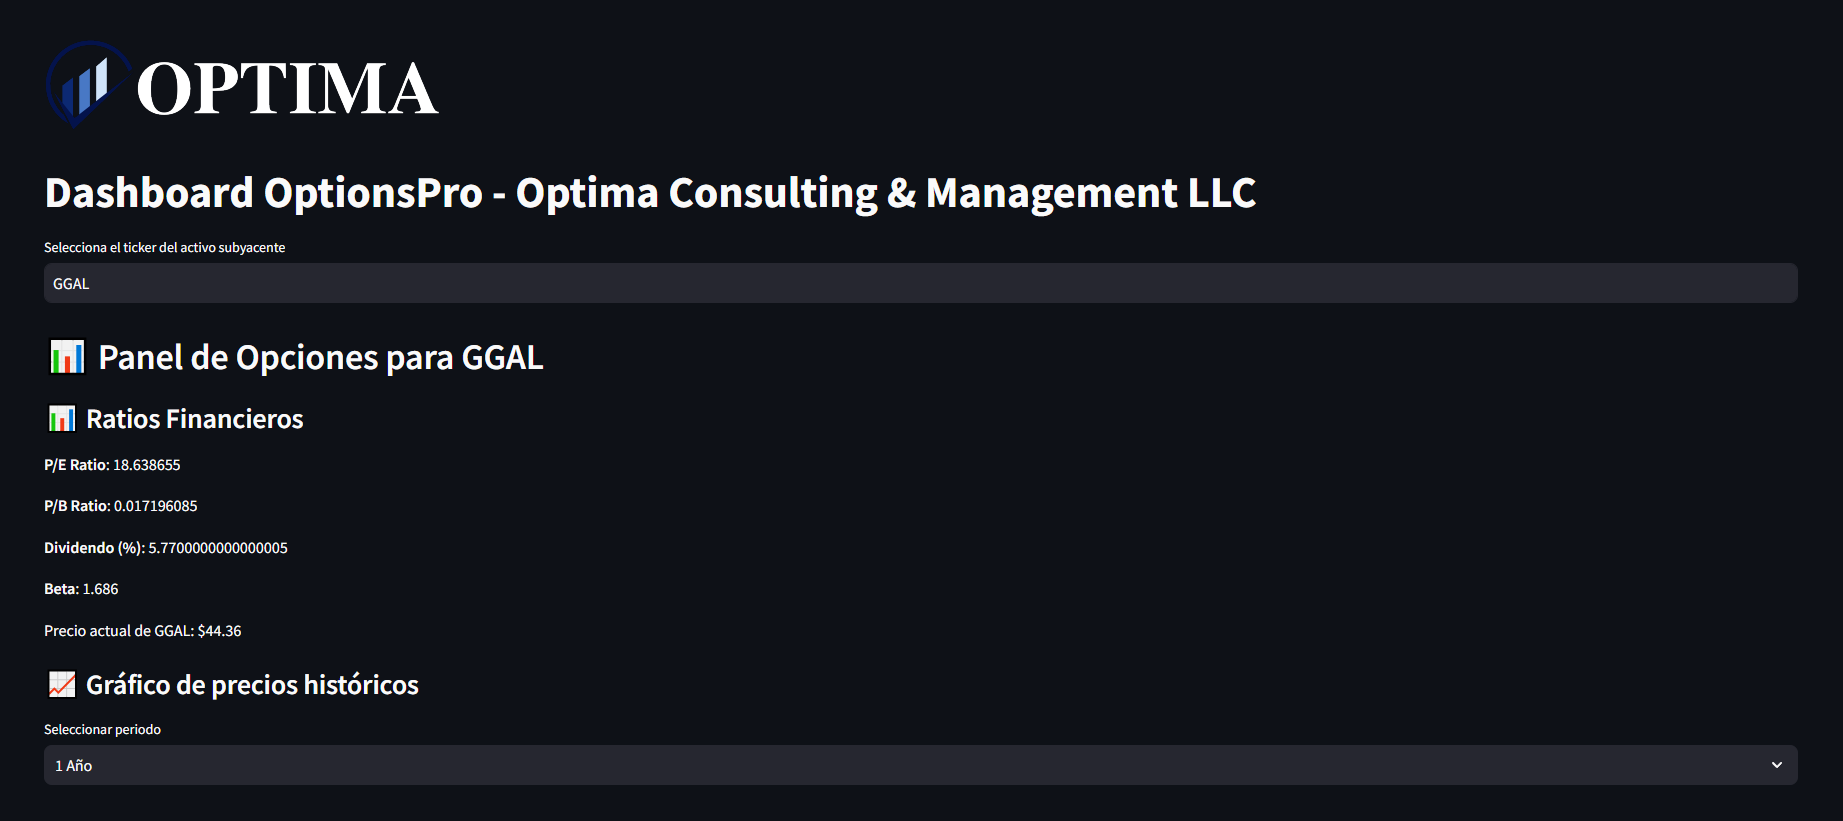 OPTIMA
Dashboard OptionsPro - Optima Consulting & Management LLC
Selecciona el ticker del activo subyacente
GGAL
Panel de Opciones para GGAL
Ratios Financieros
P/E Ratio: 18.638655
P/B Ratio: 0.017196085
Dividendo (%): 5.7700000000000005
Beta: 1.686
Precio actual de GGAL: $44.36
Gráfico de precios históricos
Seleccionar periodo
1 Año